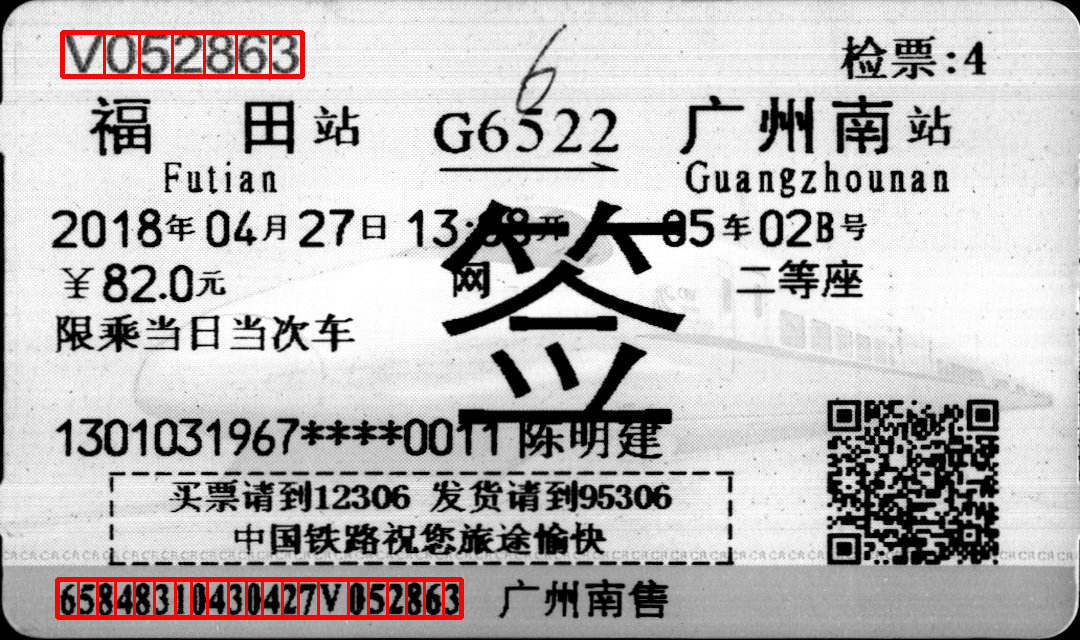 V052863 检票:4
6
福田站 G6522 广州南站
Futian Guangzhounan
2018年04月27日 13:08开 05车02B号
￥82.0元 网 二等座
签
限乘当日当次车
1301031967****0011 陈明建
买票请到12306 发货请到95306
中国铁路祝您旅途愉快
65848310430427V052863 广州南售